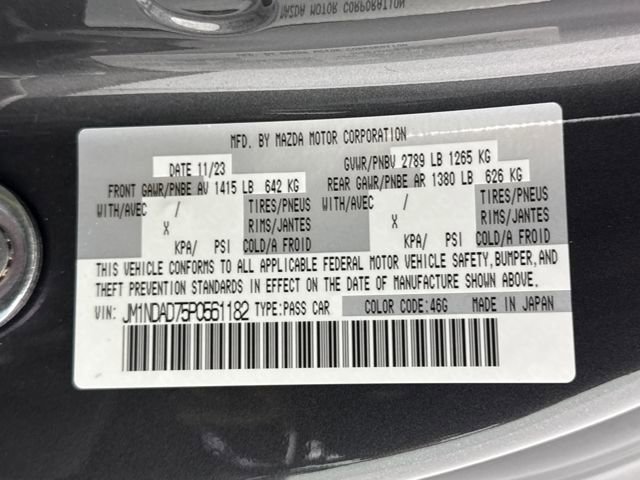 MAZDA MOTOR CORPORATION
MFD. BY MAZDA MOTOR CORPORATION
DATE 11/23
GVWR/PNBV 2789 LB 1265 KG
FRONT GAWR/PNBE AV 1415 LB 642 KG
REAR GAWR/PNBE AR 1380 LB 626 KG
WITH/AVEC / TIRES/PNEUS
WITH/AVEC / TIRES/PNEUS
X RIMS/JANTES
X RIMS/JANTES
KPA/ PSI COLD/A FROID
KPA/ PSI COLD/A FROID
THIS VEHICLE CONFORMS TO ALL APPLICABLE FEDERAL MOTOR VEHICLE SAFETY, BUMPER, AND
THEFT PREVENTION STANDARDS IN EFFECT ON THE DATE OF MANUFACTURE SHOWN ABOVE.
VIN: JM1NDAD75P0561182 TYPE:PASS CAR COLOR CODE:46G MADE IN JAPAN